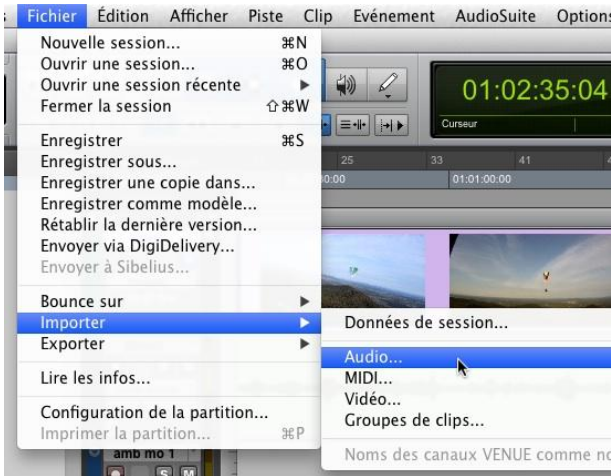 Fichier Édition Afficher Piste Clip Evénement AudioSuite Options
Nouvelle session... ⌘N
Ouvrir une session... ⌘O
Ouvrir une session récente
Fermer la session ⇧⌘W
01:02:35:04
Curseur
Enregistrer ⌘S
Enregistrer sous...
Enregistrer une copie dans...
Enregistrer comme modèle...
Rétablir la dernière version...
Envoyer via DigiDelivery...
Envoyer à Sibelius...
25 33 41
01:01:00:00
Bounce sur
Importer
Exporter
Lire les infos...
Configuration de la partition...
Imprimer la partition... ⌘P
Données de session...
Audio...
MIDI...
Vidéo...
Groupes de clips...
Noms des canaux VENUE comme
amb mo 1
S M